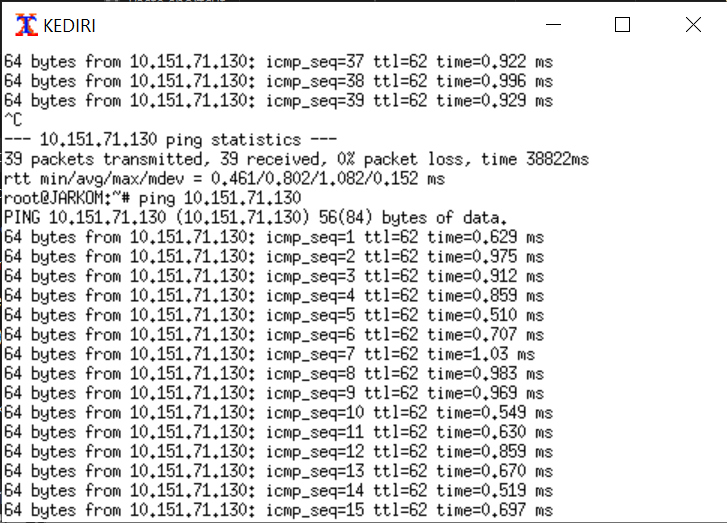 KEDIRI
64 bytes from 10.151.71.130: icmp_seq=37 ttl=62 time=0.922 ms
64 bytes from 10.151.71.130: icmp_seq=38 ttl=62 time=0.996 ms
64 bytes from 10.151.71.130: icmp_seq=39 ttl=62 time=0.929 ms
^C
--- 10.151.71.130 ping statistics ---
39 packets transmitted, 39 received, 0% packet loss, time 38822ms
rtt min/avg/max/mdev = 0.461/0.802/1.082/0.152 ms
root@JARKOM:~# ping 10.151.71.130
PING 10.151.71.130 (10.151.71.130) 56(84) bytes of data.
64 bytes from 10.151.71.130: icmp_seq=1 ttl=62 time=0.629 ms
64 bytes from 10.151.71.130: icmp_seq=2 ttl=62 time=0.975 ms
64 bytes from 10.151.71.130: icmp_seq=3 ttl=62 time=0.912 ms
64 bytes from 10.151.71.130: icmp_seq=4 ttl=62 time=0.859 ms
64 bytes from 10.151.71.130: icmp_seq=5 ttl=62 time=0.510 ms
64 bytes from 10.151.71.130: icmp_seq=6 ttl=62 time=0.707 ms
64 bytes from 10.151.71.130: icmp_seq=7 ttl=62 time=1.03 ms
64 bytes from 10.151.71.130: icmp_seq=8 ttl=62 time=0.983 ms
64 bytes from 10.151.71.130: icmp_seq=9 ttl=62 time=0.969 ms
64 bytes from 10.151.71.130: icmp_seq=10 ttl=62 time=0.549 ms
64 bytes from 10.151.71.130: icmp_seq=11 ttl=62 time=0.630 ms
64 bytes from 10.151.71.130: icmp_seq=12 ttl=62 time=0.859 ms
64 bytes from 10.151.71.130: icmp_seq=13 ttl=62 time=0.670 ms
64 bytes from 10.151.71.130: icmp_seq=14 ttl=62 time=0.519 ms
64 bytes from 10.151.71.130: icmp_seq=15 ttl=62 time=0.697 ms